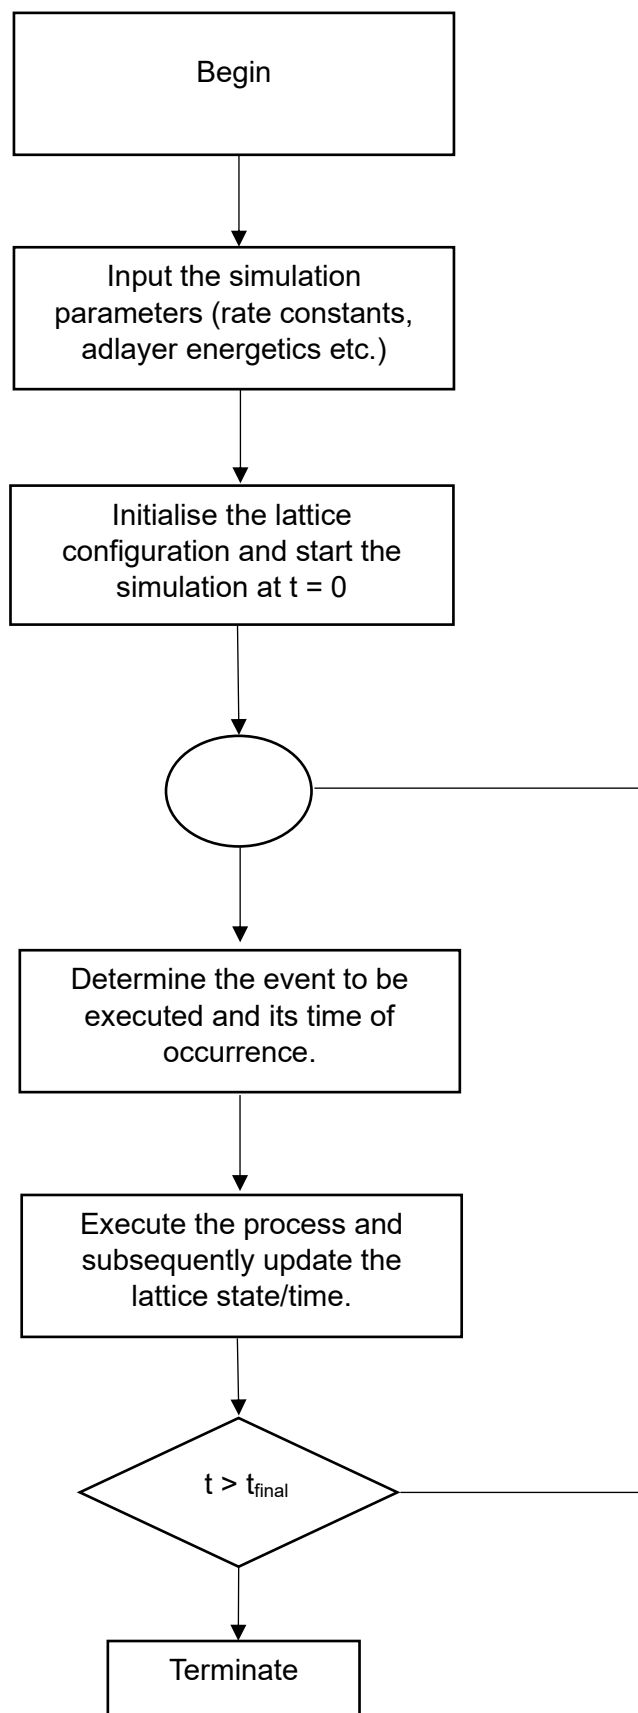 Begin
Input the simulation
parameters (rate constants,
adlayer energetics etc.)
Initialise the lattice
configuration and start the
simulation at t = 0
Determine the event to be
executed and its time of
occurrence.
Execute the process and
subsequently update the
lattice state/time.
t > tfinal
Terminate